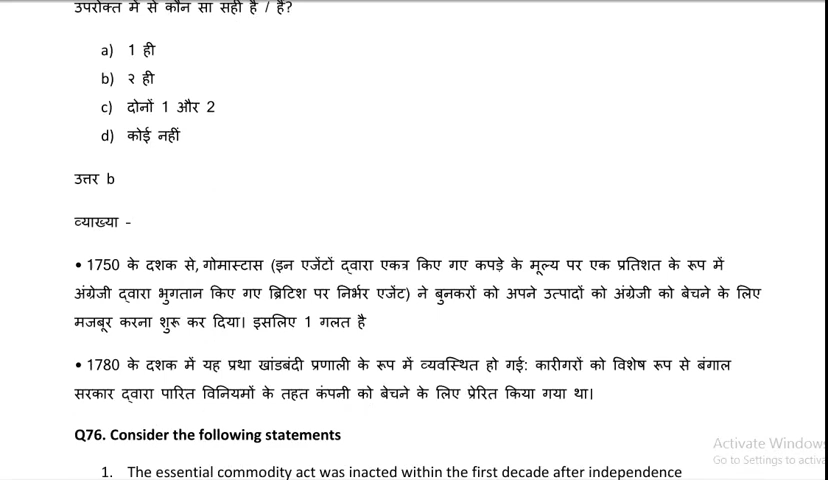 उपरोक्त में से कौन सा सही है / हैं?
a) 1 ही
b) २ ही
c) दोनों 1 और 2
d) कोई नहीं
उत्तर b
व्याख्या -
• 1750 के दशक से, गोमास्टास (इन एजेंटों द्वारा एकत्र किए गए कपड़े के मूल्य पर एक प्रतिशत के रूप में
अंग्रेजी द्वारा भुगतान किए गए ब्रिटिश पर निर्भर एजेंट) ने बुनकरों को अपने उत्पादों को अंग्रेजी को बेचने के लिए
मजबूर करना शुरू कर दिया। इसलिए 1 गलत है
• 1780 के दशक में यह प्रथा खांडबंदी प्रणाली के रूप में व्यवस्थित हो गई: कारीगरों को विशेष रूप से बंगाल
सरकार द्वारा पारित विनियमों के तहत कंपनी को बेचने के लिए प्रेरित किया गया था।
Q76. Consider the following statements
1. The essential commodity act was inacted within the first decade after independence
Activate Windows
Go to Settings to activa